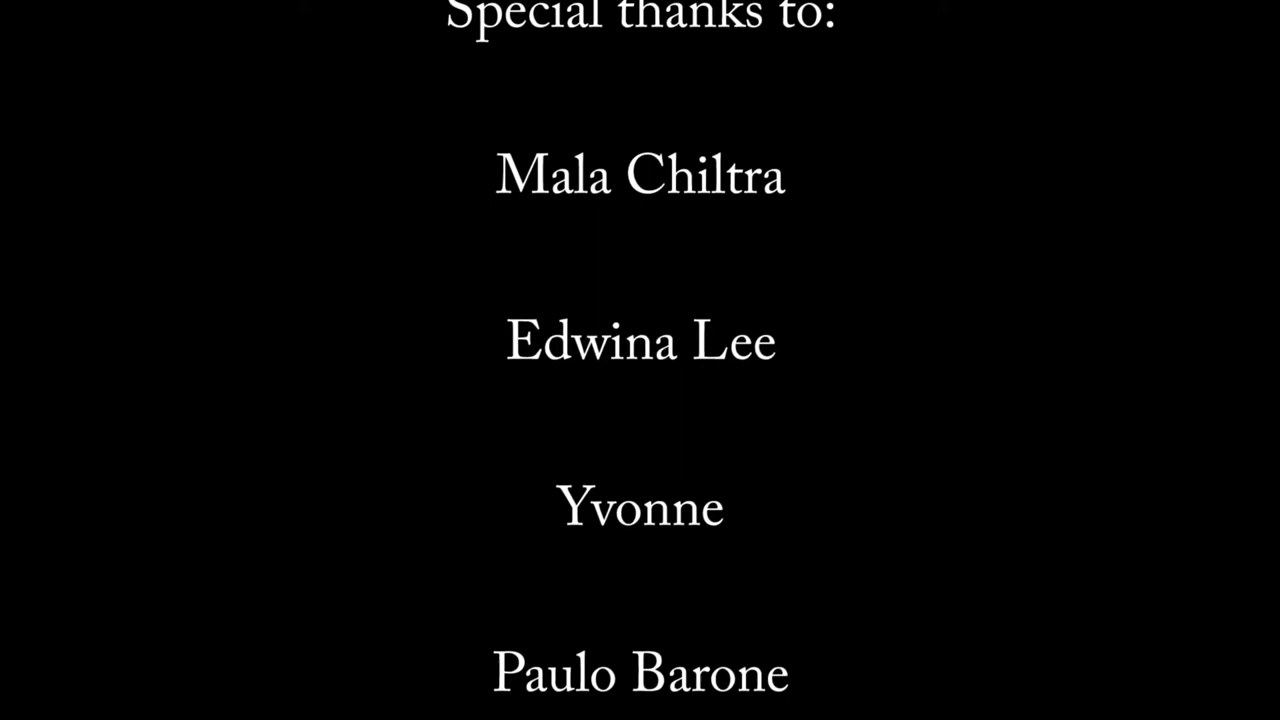 Special thanks to:
Mala Chiltra
Edwina Lee
Yvonne
Paulo Barone